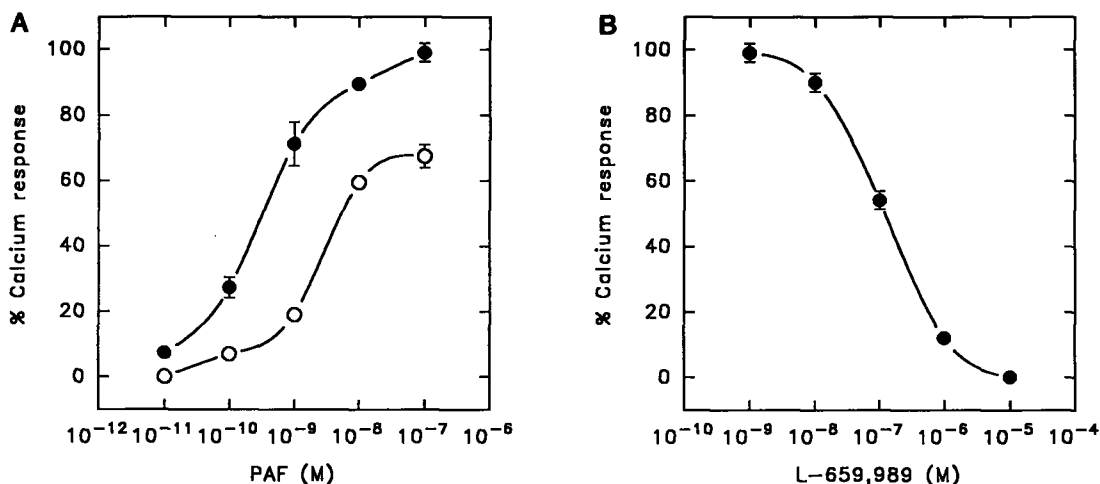 A
% Calcium response
100
80
60
40
20
0
10⁻¹² 10⁻¹¹ 10⁻¹⁰ 10⁻⁹ 10⁻⁸ 10⁻⁷ 10⁻⁶
PAF (M)
B
% Calcium response
100
80
60
40
20
0
10⁻¹⁰ 10⁻⁹ 10⁻⁸ 10⁻⁷ 10⁻⁶ 10⁻⁵ 10⁻⁴
L-659,989 (M)